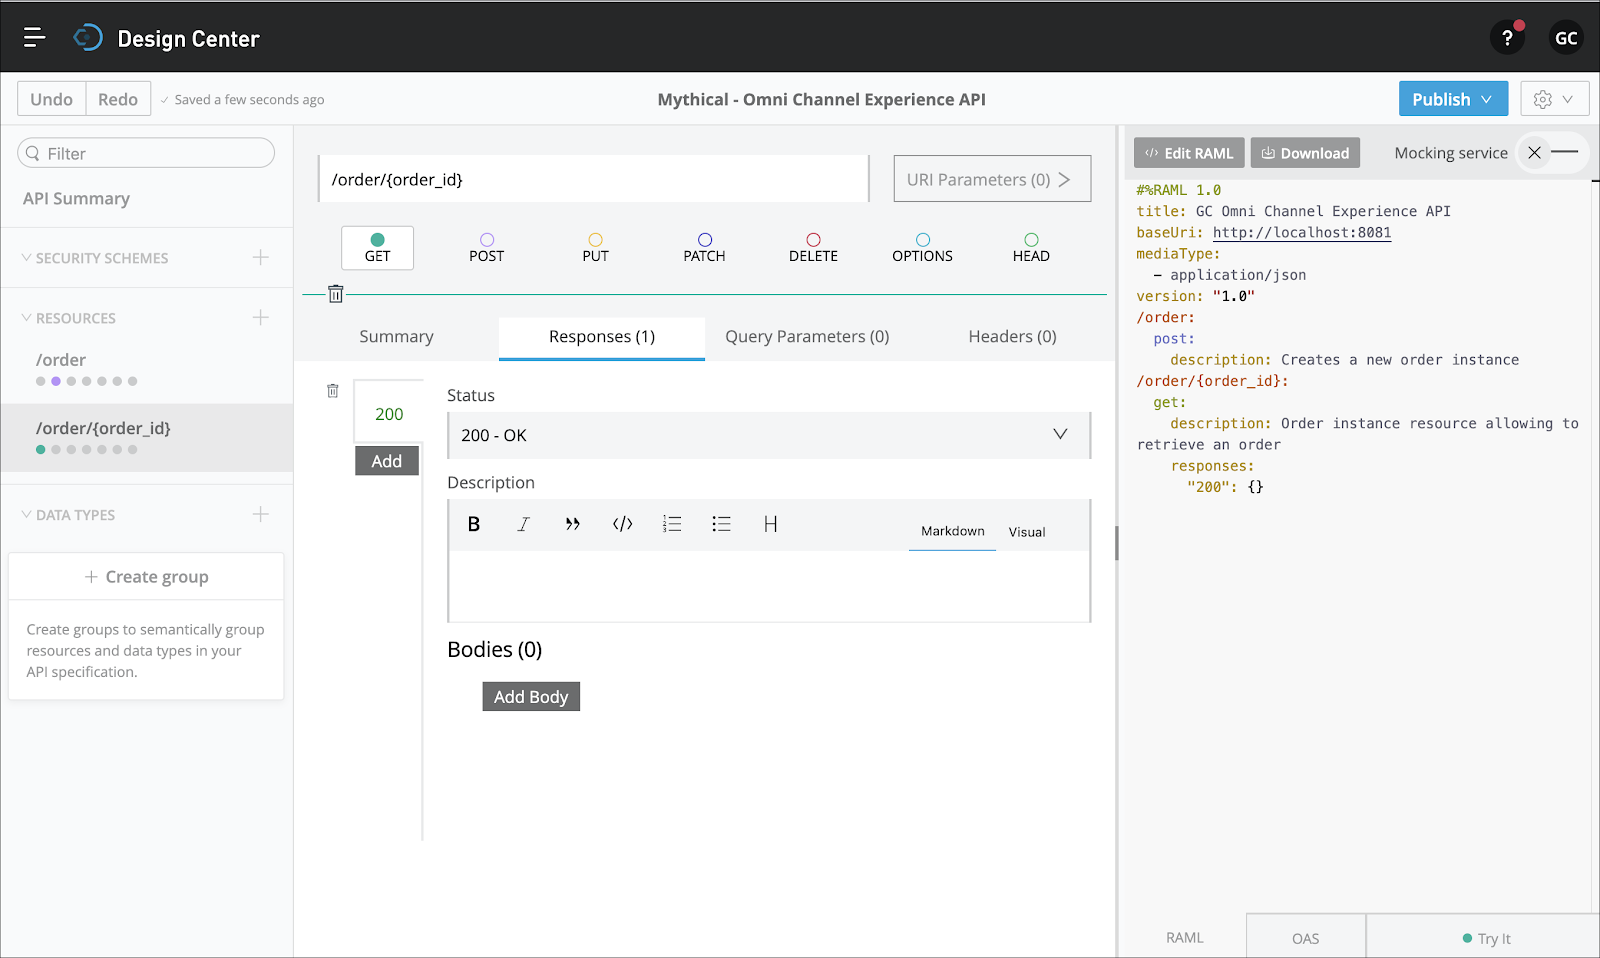 Design Center
?
GC
Undo
Redo
Saved a few seconds ago
Mythical - Omni Channel Experience API
Publish
Filter
API Summary
SECURITY SCHEMES
RESOURCES
/order
/order/{order_id}
DATA TYPES
+ Create group
Create groups to semantically group
resources and data types in your
API specification.
/order/{order_id}
URI Parameters (0) >
GET
POST
PUT
PATCH
DELETE
OPTIONS
HEAD
Summary
Responses (1)
Query Parameters (0)
Headers (0)
200
Add
Status
200 - OK
Description
B
I
H
Markdown
Visual
Bodies (0)
Add Body
</> Edit RAML
Download
Mocking service
#%RAML 1.0
title: GC Omni Channel Experience API
baseUri: http://localhost:8081
mediaType:
- application/json
version: "1.0"
/order:
post:
description: Creates a new order instance
/order/{order_id}:
get:
description: Order instance resource allowing to
retrieve an order
responses:
"200": {}
RAML
OAS
Try It